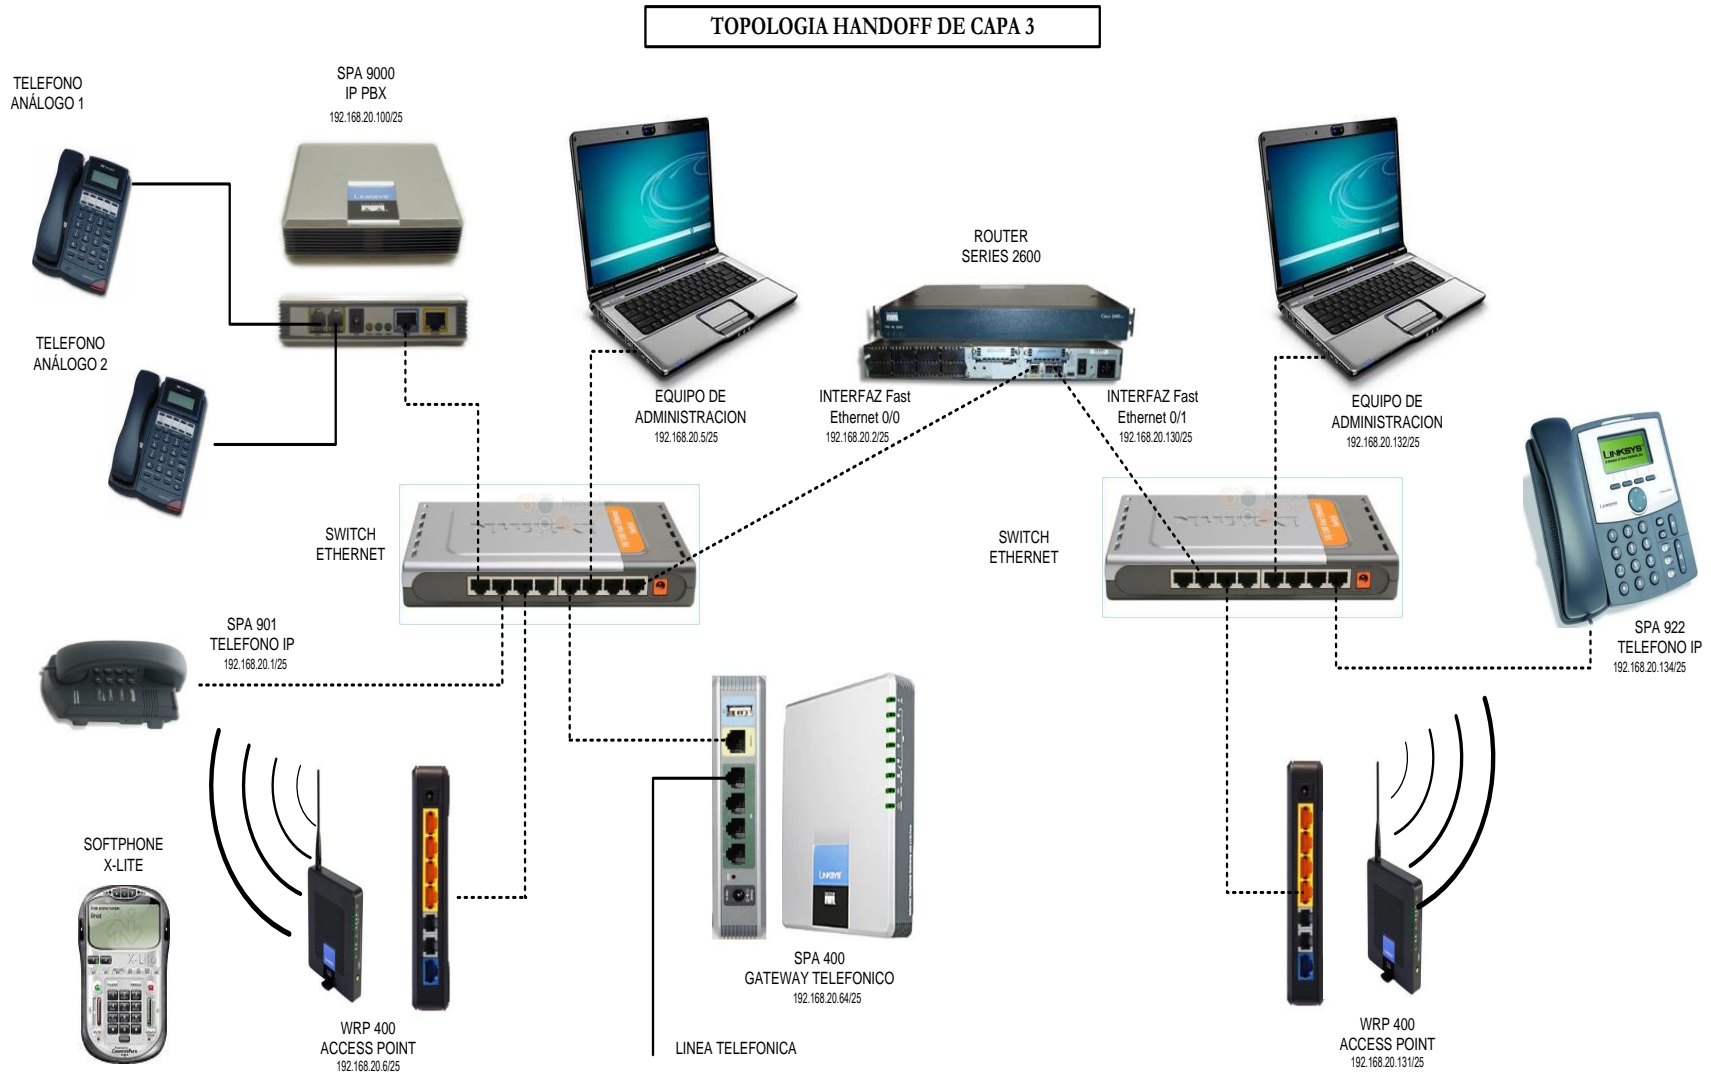 TOPOLOGIA HANDOFF DE CAPA 3
TELEFONO
ANÁLOGO 1
SPA 9000
IP PBX
192.168.20.100/25
ROUTER
SERIES 2600
TELEFONO
ANÁLOGO 2
EQUIPO DE
ADMINISTRACION
192.168.20.5/25
INTERFAZ Fast
Ethernet 0/0
192.168.20.2/25
INTERFAZ Fast
Ethernet 0/1
192.168.20.130/25
EQUIPO DE
ADMINISTRACION
192.168.20.132/25
LINKSYS
SWITCH
ETHERNET
SWITCH
ETHERNET
SPA 901
TELEFONO IP
192.168.20.1/25
SPA 922
TELEFONO IP
192.168.20.134/25
SOFTPHONE
X-LITE
X-Lite
LINKSYS
SPA 400
GATEWAY TELEFONICO
192.168.20.64/25
WRP 400
ACCESS POINT
192.168.20.6/25
LINEA TELEFONICA
WRP 400
ACCESS POINT
192.168.20.131/25